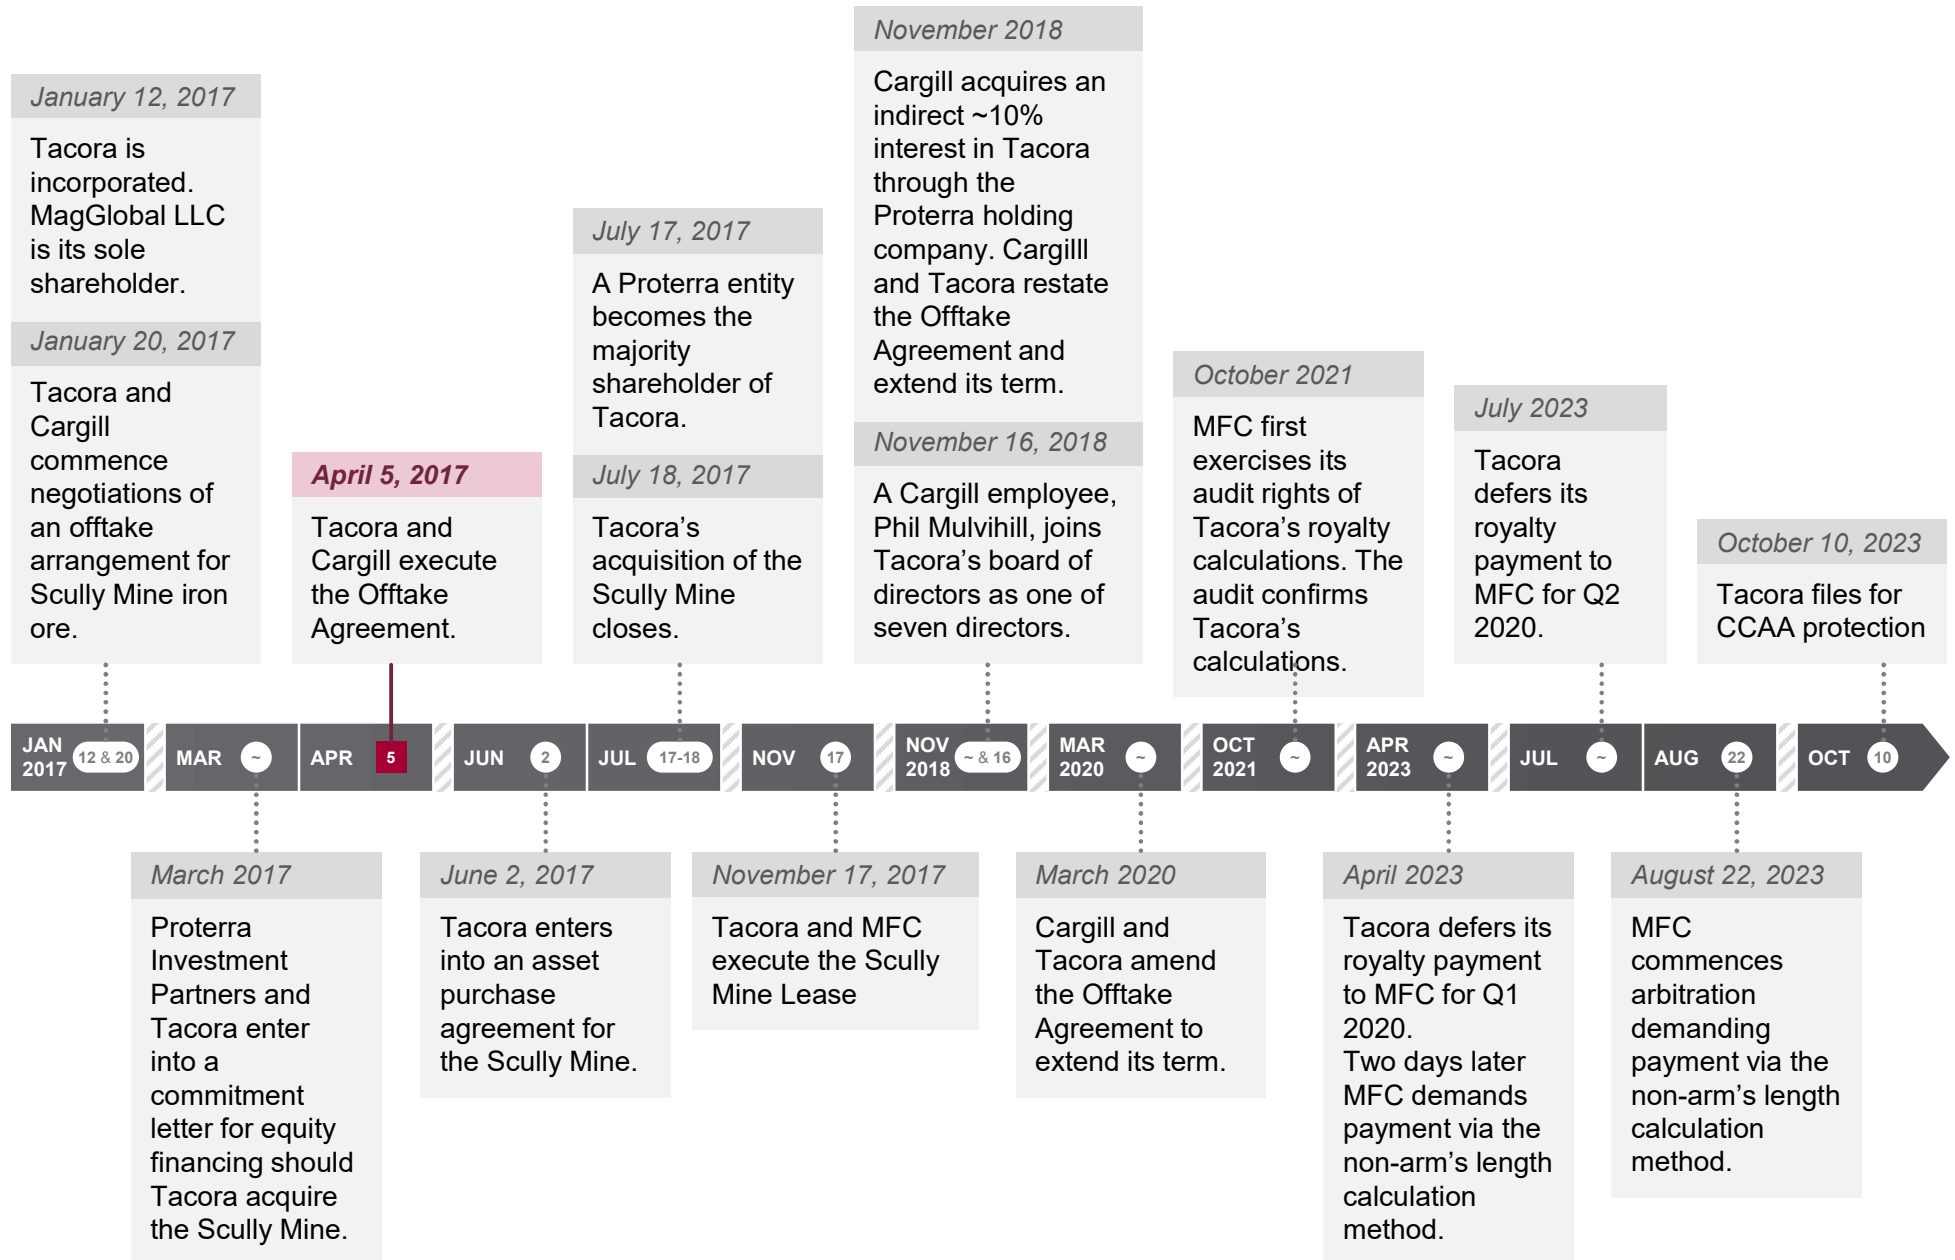 January 12, 2017
Tacora is
incorporated.
MagGlobal LLC
is its sole
shareholder.
January 20, 2017
Tacora and
Cargill
commence
negotiations of
an offtake
arrangement for
Scully Mine iron
ore.
April 5, 2017
Tacora and
Cargill execute
the Offtake
Agreement.
July 17, 2017
A Proterra entity
becomes the
majority
shareholder of
Tacora.
July 18, 2017
Tacora’s
acquisition of the
Scully Mine
closes.
November 2018
Cargill acquires an
indirect ~10%
interest in Tacora
through the
Proterra holding
company. Cargilll
and Tacora restate
the Offtake
Agreement and
extend its term.
November 16, 2018
A Cargill employee,
Phil Mulvihill, joins
Tacora’s board of
directors as one of
seven directors.
October 2021
MFC first
exercises its
audit rights of
Tacora’s royalty
calculations. The
audit confirms
Tacora’s
calculations.
July 2023
Tacora
defers its
royalty
payment to
MFC for Q2
2020.
October 10, 2023
Tacora files for
CCAA protection
JAN
2017
12 & 20
MAR
~
APR
5
JUN
2
JUL
17-18
NOV
17
NOV
2018
~ & 16
MAR
2020
~
OCT
2021
~
APR
2023
~
JUL
~
AUG
22
OCT
10
March 2017
Proterra
Investment
Partners and
Tacora enter
into a
commitment
letter for equity
financing should
Tacora acquire
the Scully Mine.
June 2, 2017
Tacora enters
into an asset
purchase
agreement for
the Scully Mine.
November 17, 2017
Tacora and MFC
execute the Scully
Mine Lease
March 2020
Cargill and
Tacora amend
the Offtake
Agreement to
extend its term.
April 2023
Tacora defers its
royalty payment
to MFC for Q1
2020.
Two days later
MFC demands
payment via the
non-arm’s length
calculation
method.
August 22, 2023
MFC
commences
arbitration
demanding
payment via the
non-arm’s length
calculation
method.